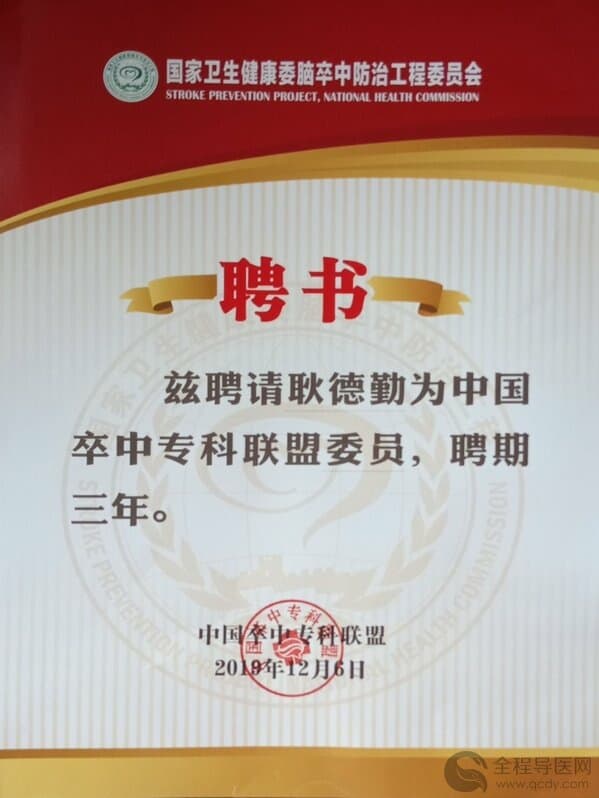 国家卫生健康委脑卒中防治工程委员会
STROKE PREVENTION PROJECT, NATIONAL HEALTH COMMISSION
聘书
兹聘请耿德勤为中国
卒中专科联盟委员，聘期
三年。
中国卒中专科联盟
2019年12月6日
全程导医网
www.qcdy.com